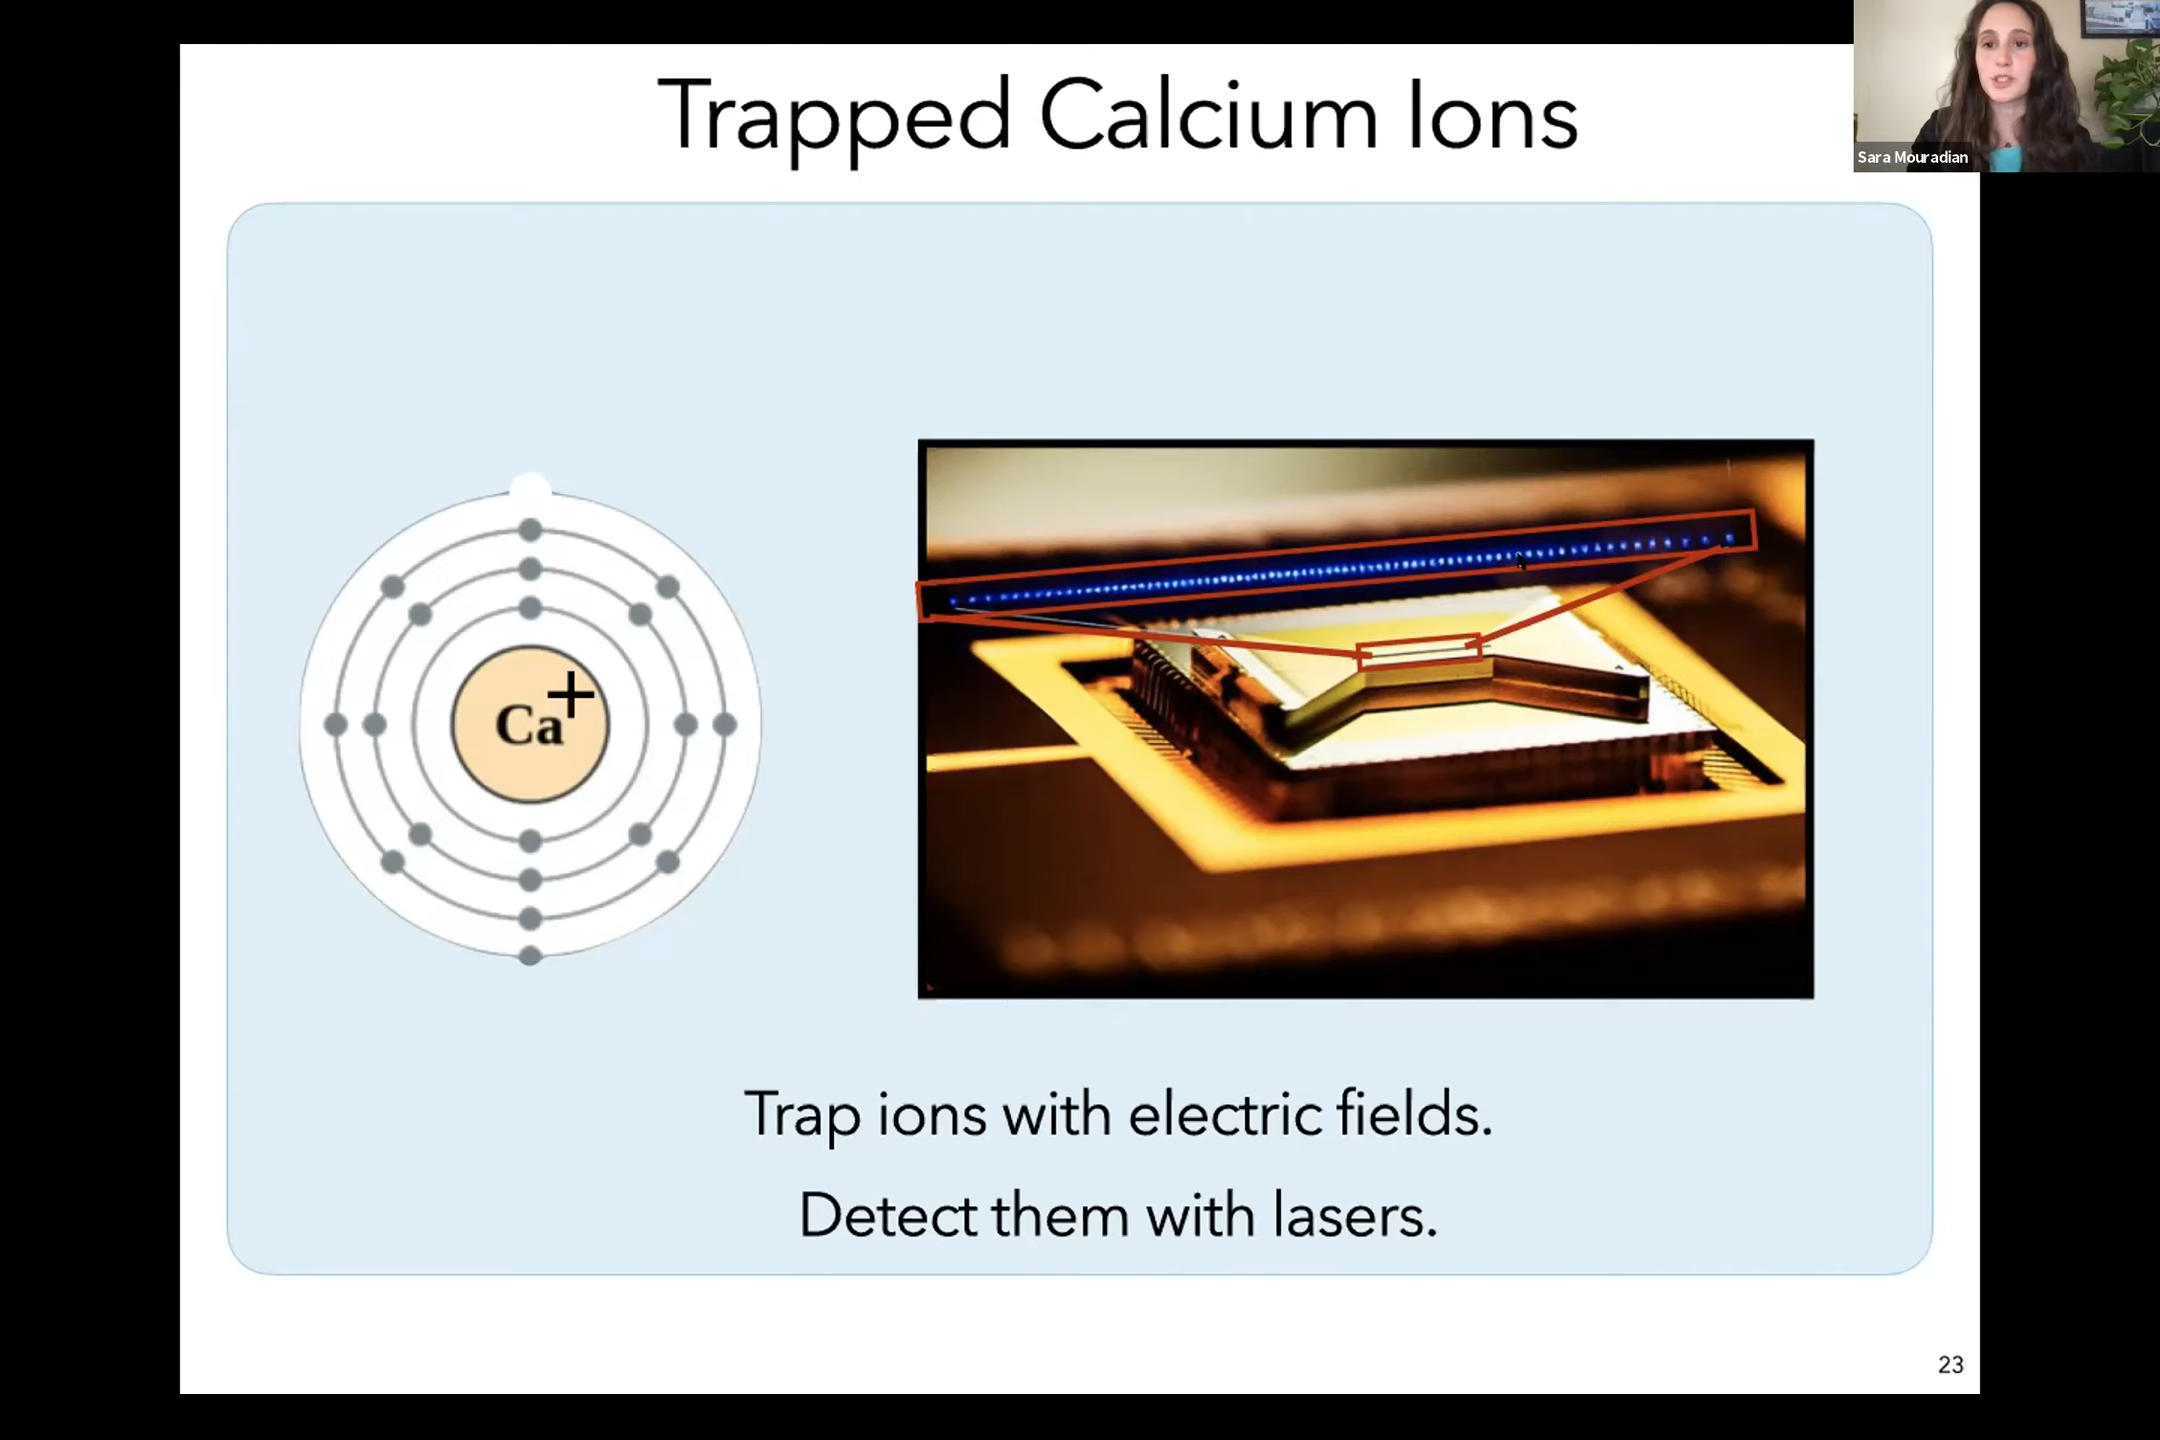 Trapped Calcium Ions
Sara Mouradian
Ca+
Trap ions with electric fields.
Detect them with lasers.
23